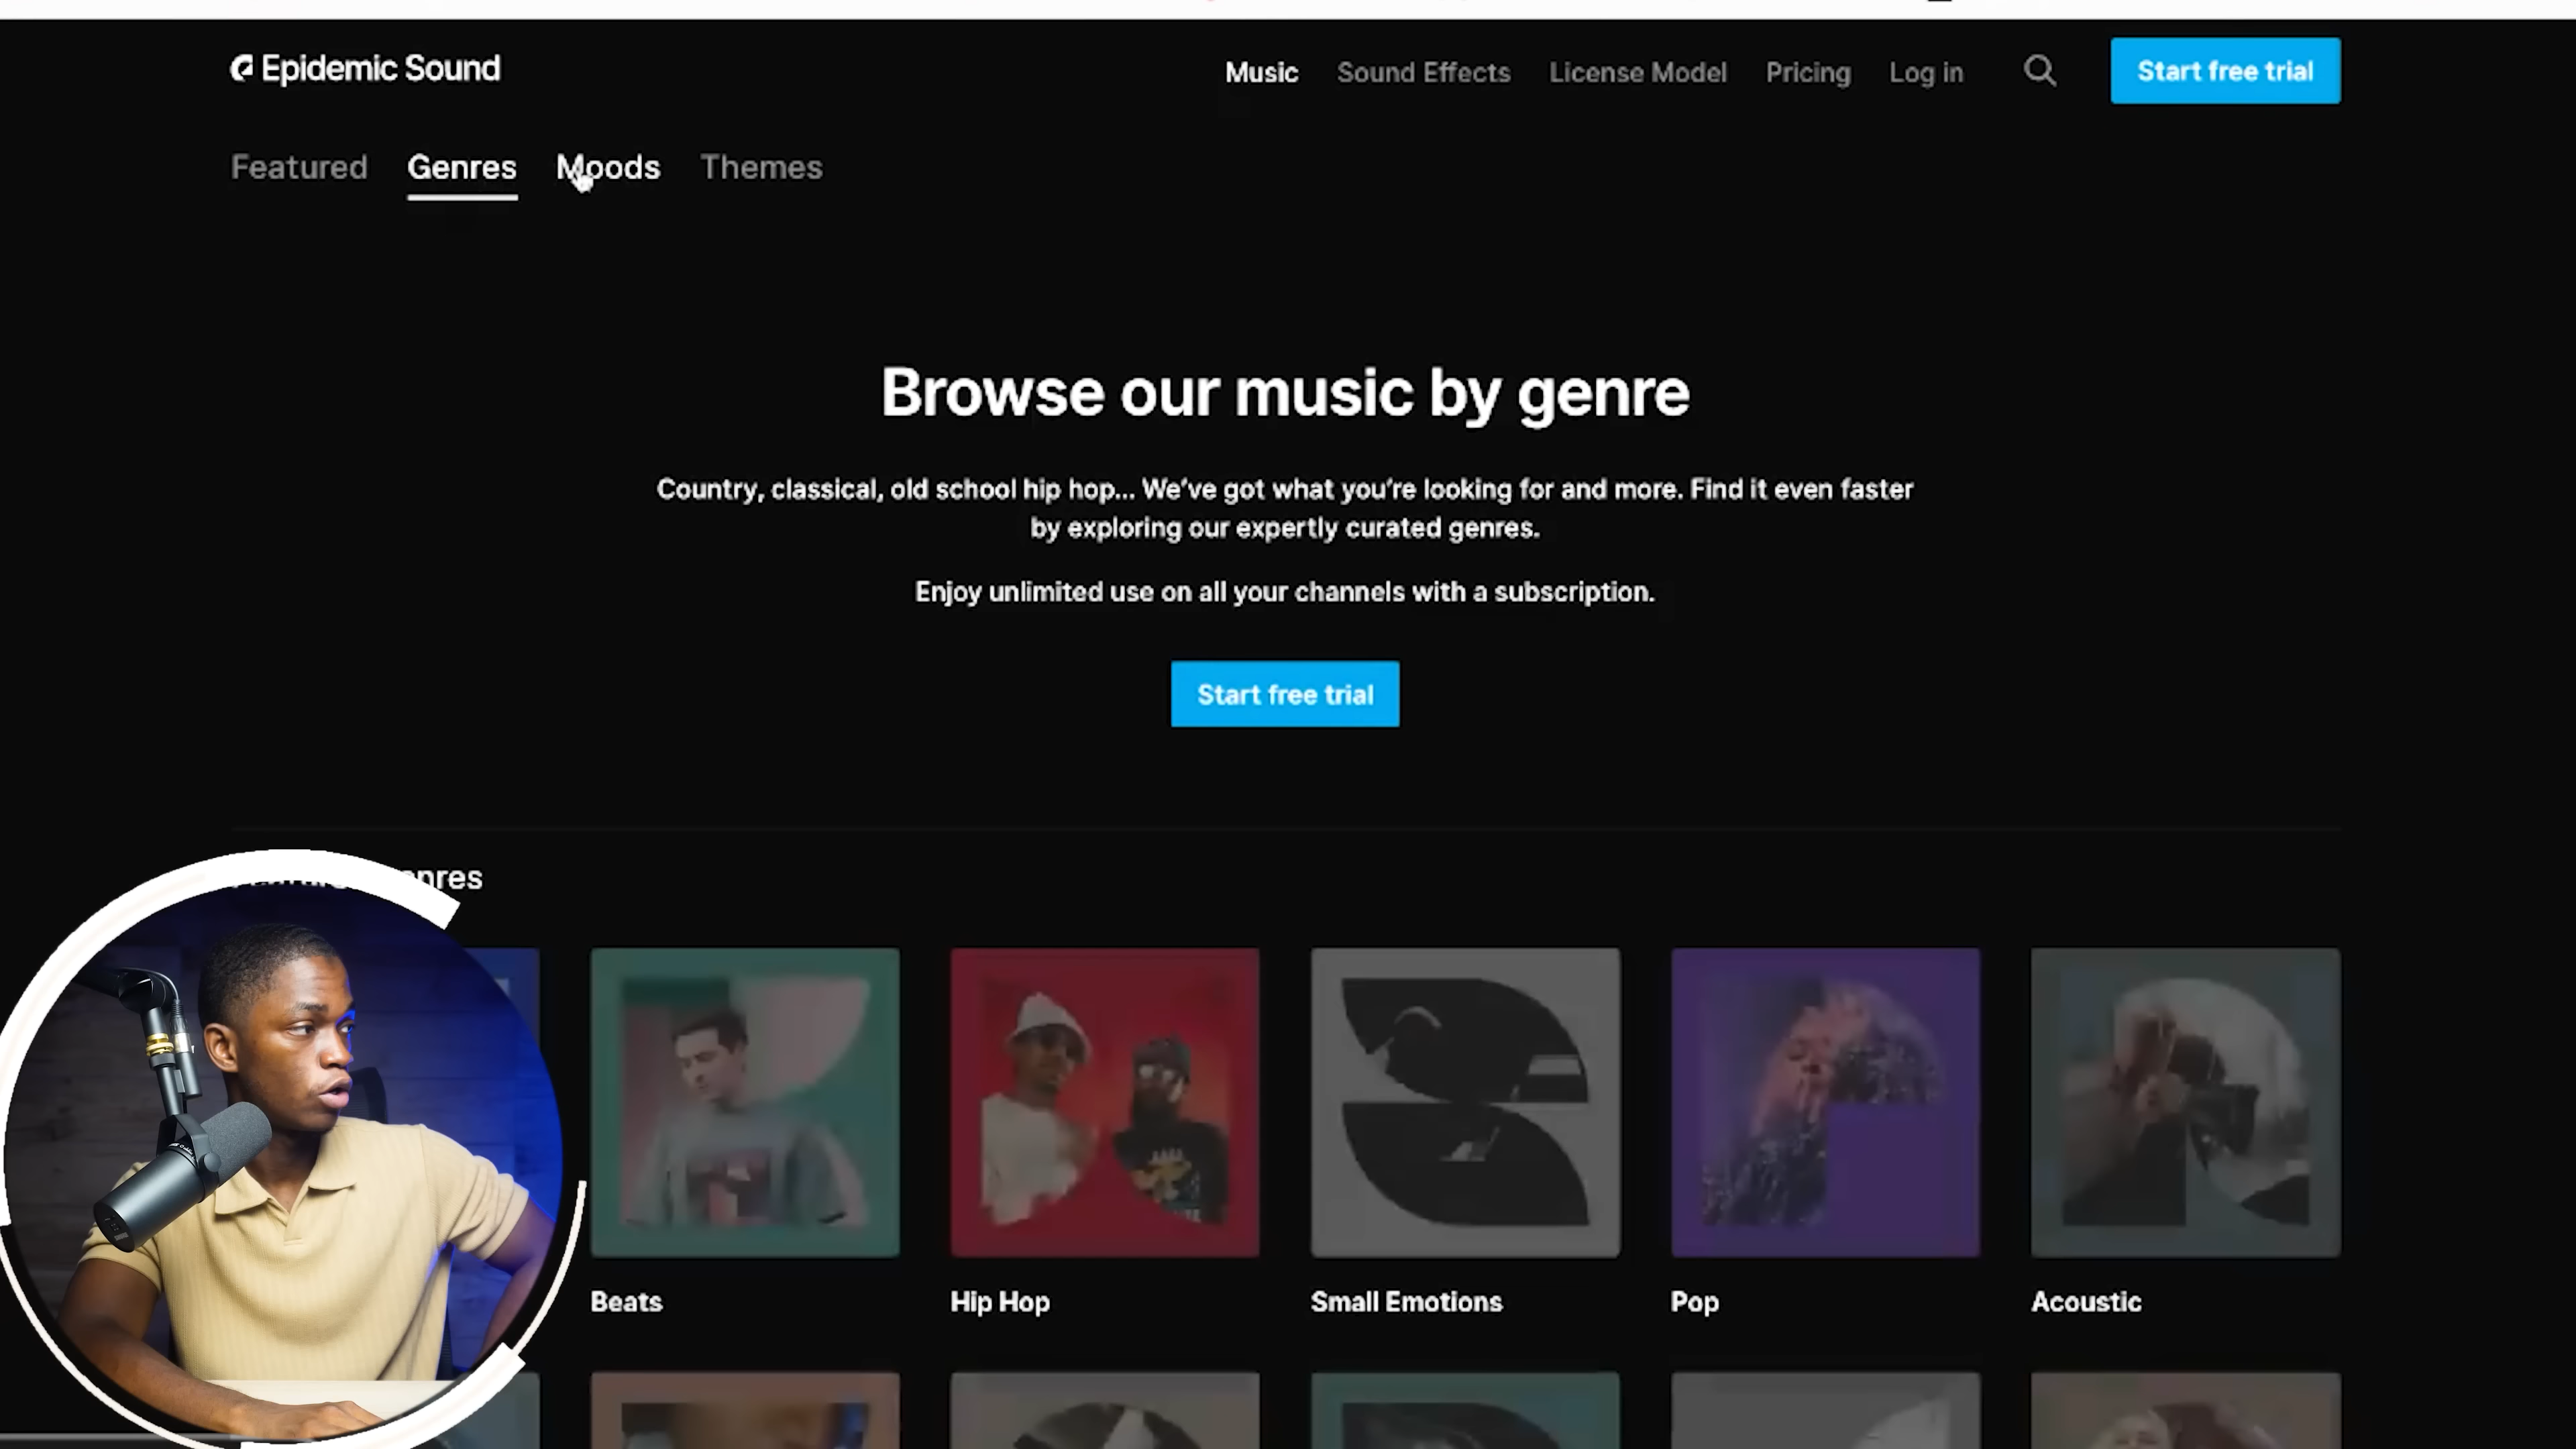 Epidemic Sound
Music
Sound Effects
License Model
Pricing
Log in
Start free trial
Featured
Genres
Moods
Themes
Browse our music by genre
Country, classical, old school hip hop... We've got what you're looking for and more. Find it even faster
by exploring our expertly curated genres.
Enjoy unlimited use on all your channels with a subscription.
Start free trial
Beats
Hip Hop
Small Emotions
Pop
Acoustic